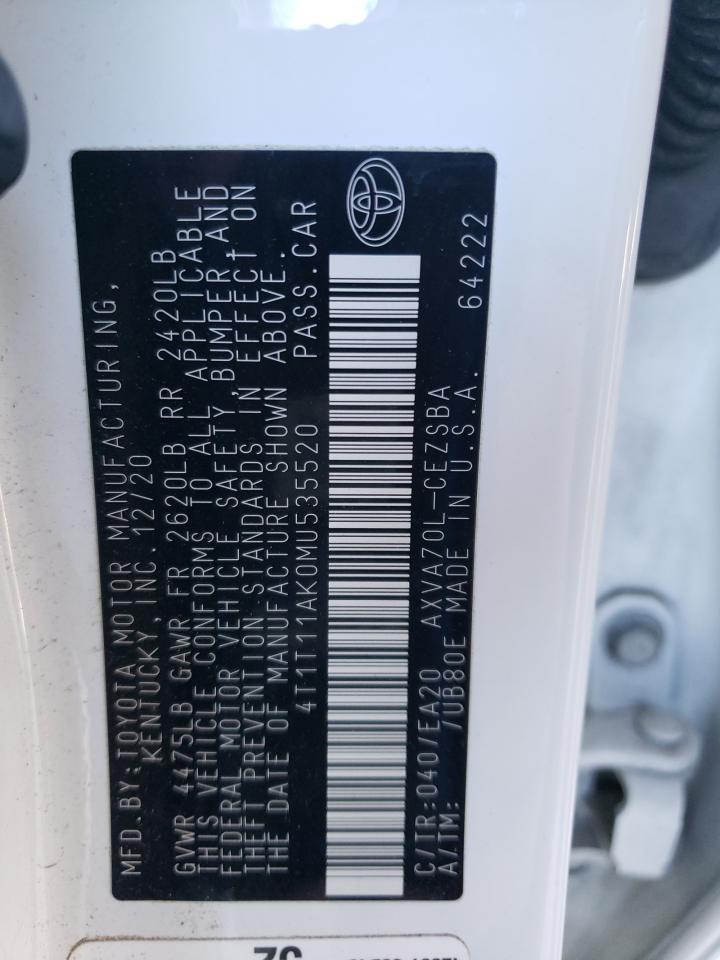 MFD.BY:TOYOTA MOTOR MANUFACTURING,
KENTUCKY, INC. 12/20
GVWR 4475LB GAWR FR 2620LB RR 2420LB
THIS VEHICLE CONFORMS TO ALL APPLICABLE
FEDERAL MOTOR VEHICLE SAFETY, BUMPER, AND
THEFT PREVENTION STANDARDS IN EFFECT ON
THE DATE OF MANUFACTURE SHOWN ABOVE.
4T1T11AK0MU535520 PASS.CAR
C/TR:040/EA20 AXVA70L-CEZSBA
A/TM: /UB80E MADE IN U.S.A. 64222